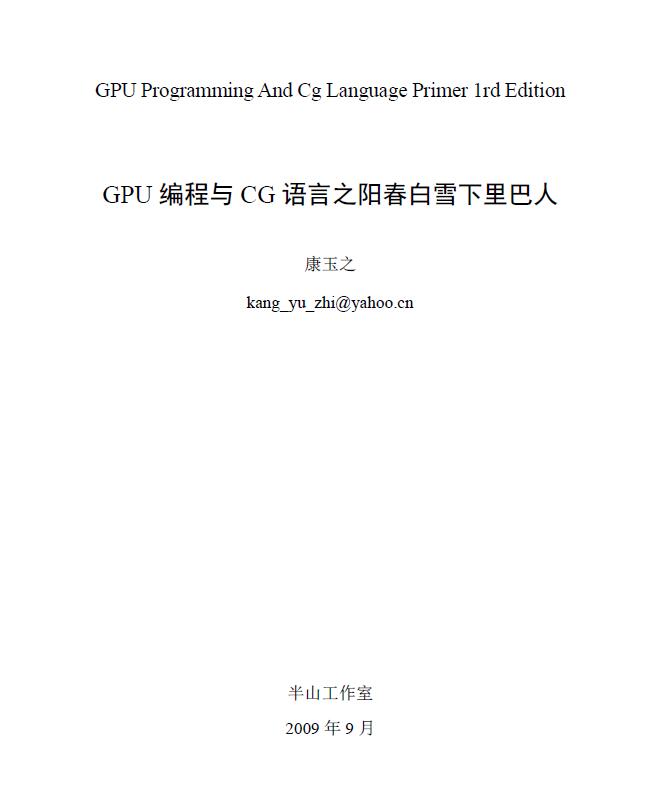 GPU Programming And Cg Language Primer 1rd Edition
GPU 编程与 CG 语言之阳春白雪下里巴人
康玉之
kang_yu_zhi@yahoo.cn
半山工作室
2009 年 9 月